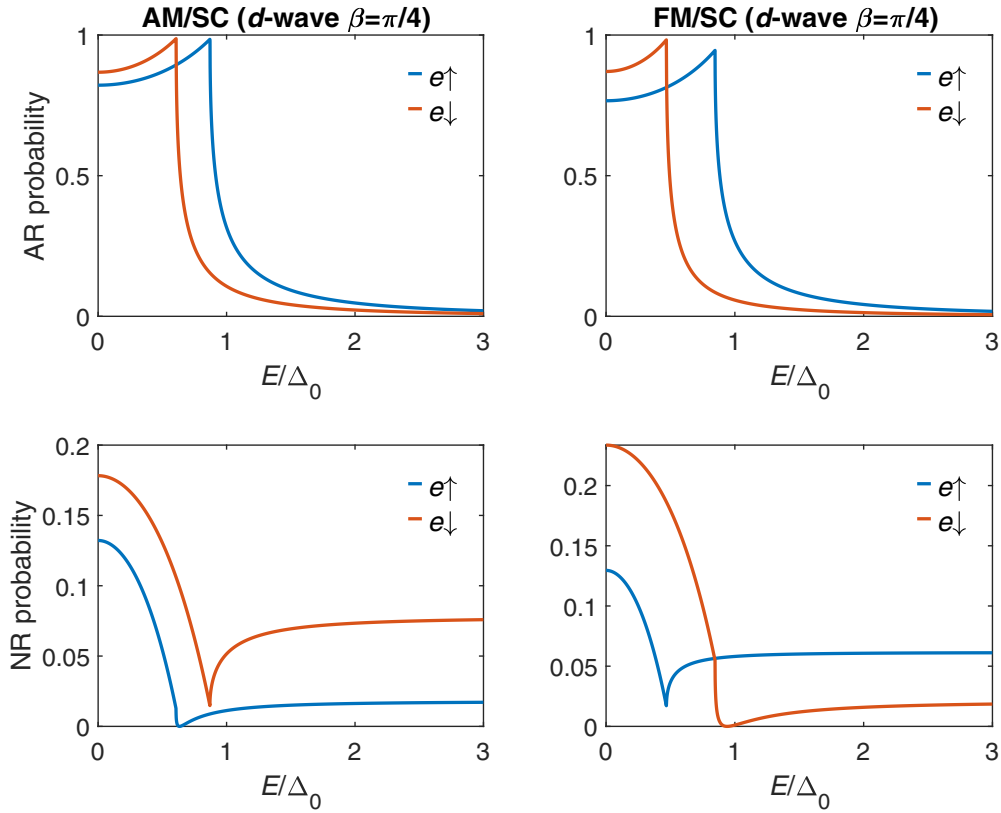 AM/SC (d-wave β=π/4)
1
0.5
0
AR probability
e↑
e↓
0 1 2 3
E/Δ₀
FM/SC (d-wave β=π/4)
1
0.5
0
e↑
e↓
0 1 2 3
E/Δ₀
0.2
0.15
0.1
0.05
0
NR probability
e↑
e↓
0 1 2 3
E/Δ₀
0.2
0.15
0.1
0.05
0
e↑
e↓
0 1 2 3
E/Δ₀